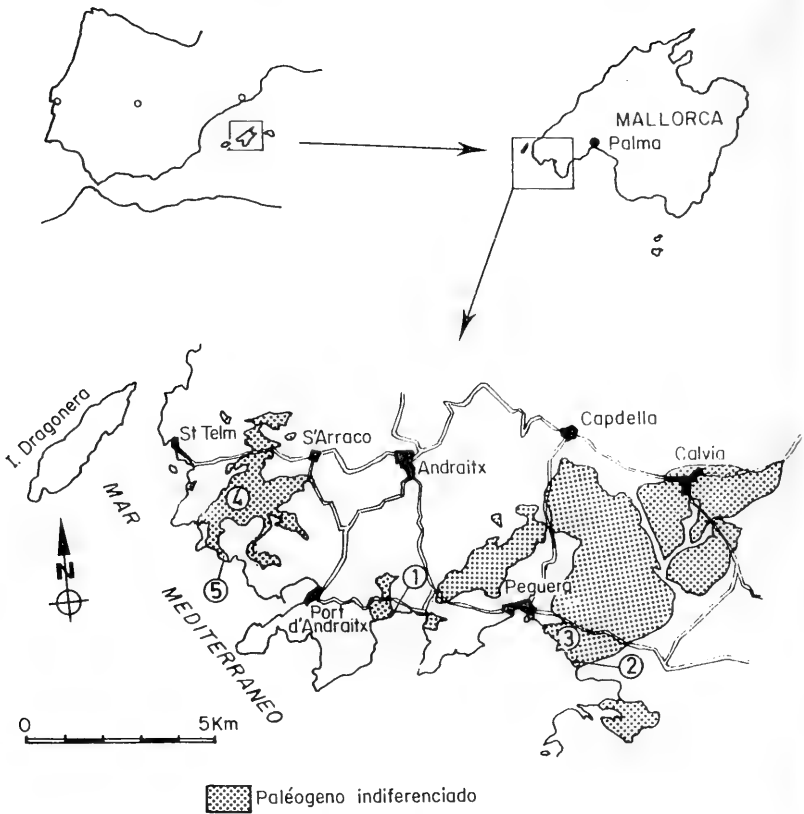 MALLORCA
Palma
I. Dragonera
St Telm
S'Arraco
Andraitx
Capdella
Calvia
MAR
MEDITERRANEO
N
4
5
1
Port
d'Andraitx
Peguera
3
2
0 5Km
Paléogeno indiferenciado